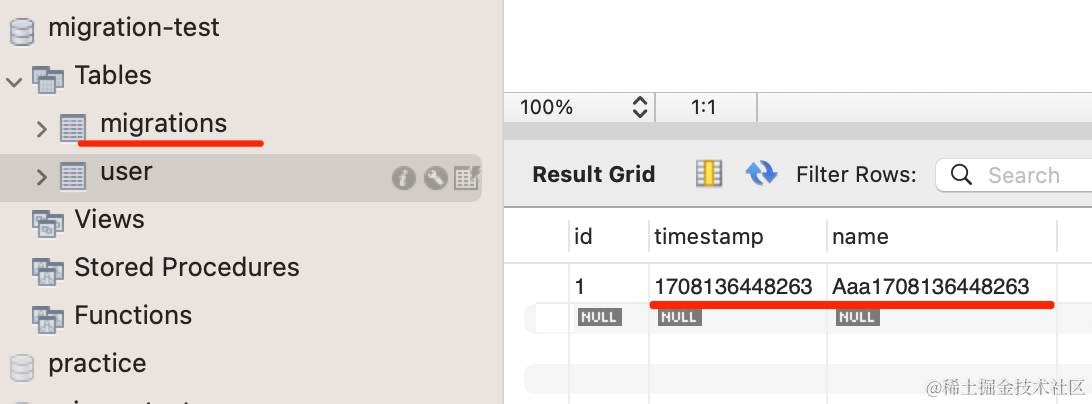 migration-test
Tables
migrations
user
Views
Stored Procedures
Functions
practice
100% 1:1
Result Grid Filter Rows: Search
id timestamp name
1 1708136448263 Aaa1708136448263
NULL NULL NULL
@稀土掘金技术社区